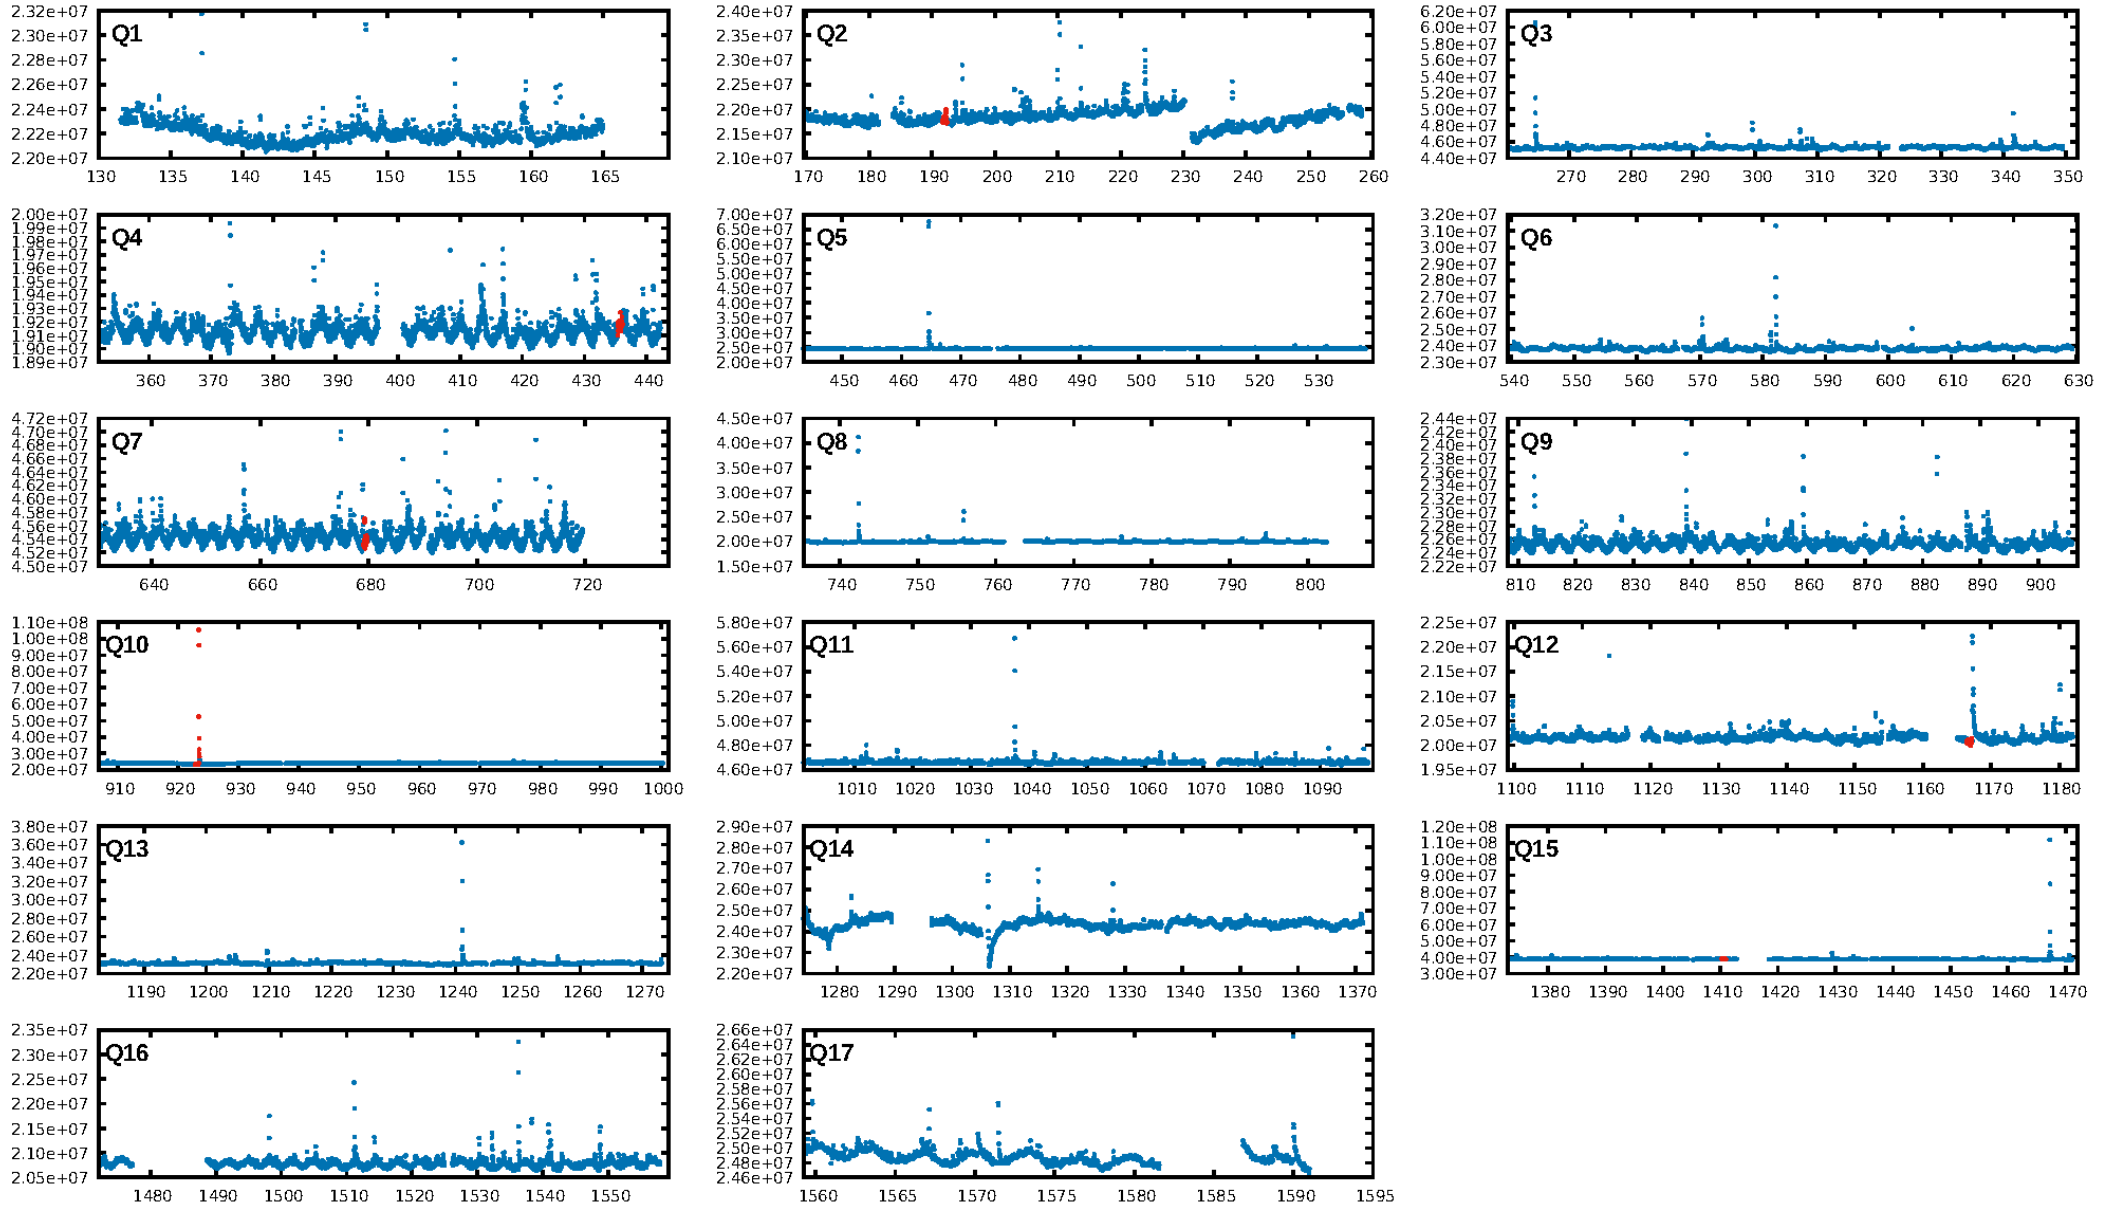 2.32e+07
2.30e+07
2.28e+07
2.26e+07
2.24e+07
2.22e+07
2.20e+07
Q1
130 135 140 145 150 155 160 165
2.40e+07
2.35e+07
2.30e+07
2.25e+07
2.20e+07
2.15e+07
2.10e+07
Q2
170 180 190 200 210 220 230 240 250 260
6.20e+07
6.00e+07
5.80e+07
5.60e+07
5.40e+07
5.20e+07
5.00e+07
4.80e+07
4.60e+07
4.40e+07
Q3
270 280 290 300 310 320 330 340 350
2.00e+07
1.99e+07
1.98e+07
1.97e+07
1.96e+07
1.95e+07
1.94e+07
1.93e+07
1.92e+07
1.91e+07
1.90e+07
1.89e+07
Q4
360 370 380 390 400 410 420 430 440
7.00e+07
6.50e+07
6.00e+07
5.50e+07
5.00e+07
4.50e+07
4.00e+07
3.50e+07
3.00e+07
2.50e+07
2.00e+07
Q5
450 460 470 480 490 500 510 520 530
3.20e+07
3.10e+07
3.00e+07
2.90e+07
2.80e+07
2.70e+07
2.60e+07
2.50e+07
2.40e+07
2.30e+07
Q6
540 550 560 570 580 590 600 610 620 630
4.72e+07
4.70e+07
4.68e+07
4.66e+07
4.64e+07
4.62e+07
4.60e+07
4.58e+07
4.56e+07
4.54e+07
4.52e+07
4.50e+07
Q7
640 660 680 700 720
4.50e+07
4.00e+07
3.50e+07
3.00e+07
2.50e+07
2.00e+07
1.50e+07
Q8
740 750 760 770 780 790 800
2.44e+07
2.42e+07
2.40e+07
2.38e+07
2.36e+07
2.34e+07
2.32e+07
2.30e+07
2.28e+07
2.26e+07
2.24e+07
2.22e+07
Q9
810 820 830 840 850 860 870 880 890 900
1.10e+08
1.00e+08
9.00e+07
8.00e+07
7.00e+07
6.00e+07
5.00e+07
4.00e+07
3.00e+07
2.00e+07
Q10
910 920 930 940 950 960 970 980 990 1000
5.80e+07
5.60e+07
5.40e+07
5.20e+07
5.00e+07
4.80e+07
4.60e+07
Q11
1010 1020 1030 1040 1050 1060 1070 1080 1090
2.25e+07
2.20e+07
2.15e+07
2.10e+07
2.05e+07
2.00e+07
1.95e+07
Q12
1100 1110 1120 1130 1140 1150 1160 1170 1180
3.80e+07
3.60e+07
3.40e+07
3.20e+07
3.00e+07
2.80e+07
2.60e+07
2.40e+07
2.20e+07
Q13
1190 1200 1210 1220 1230 1240 1250 1260 1270
2.90e+07
2.80e+07
2.70e+07
2.60e+07
2.50e+07
2.40e+07
2.30e+07
2.20e+07
Q14
1280 1290 1300 1310 1320 1330 1340 1350 1360 1370
1.20e+08
1.10e+08
1.00e+08
9.00e+07
8.00e+07
7.00e+07
6.00e+07
5.00e+07
4.00e+07
3.00e+07
Q15
1380 1390 1400 1410 1420 1430 1440 1450 1460 1470
2.35e+07
2.30e+07
2.25e+07
2.20e+07
2.15e+07
2.10e+07
2.05e+07
Q16
1480 1490 1500 1510 1520 1530 1540 1550
2.66e+07
2.64e+07
2.62e+07
2.60e+07
2.58e+07
2.56e+07
2.54e+07
2.52e+07
2.50e+07
2.48e+07
2.46e+07
Q17
1560 1565 1570 1575 1580 1585 1590 1595